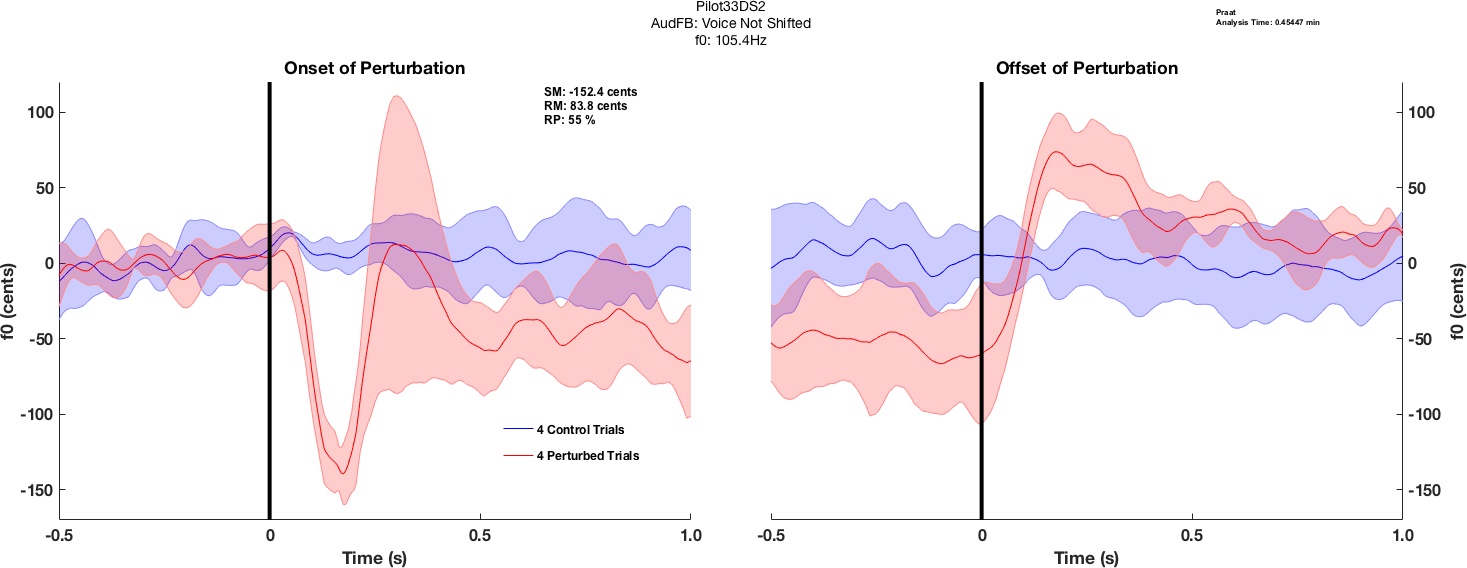 Pilot33DS2
AudFB: Voice Not Shifted
f0: 105.4Hz
Praat
Analysis Time: 0.45447 min
Onset of Perturbation
SM: -152.4 cents
RM: 83.8 cents
RP: 55 %
100
50
0
-50
-100
-150
f0 (cents)
4 Control Trials
4 Perturbed Trials
-0.5 0 0.5 1.0
Time (s)
Offset of Perturbation
100
50
0
-50
-100
-150
f0 (cents)
-0.5 0 0.5 1.0
Time (s)